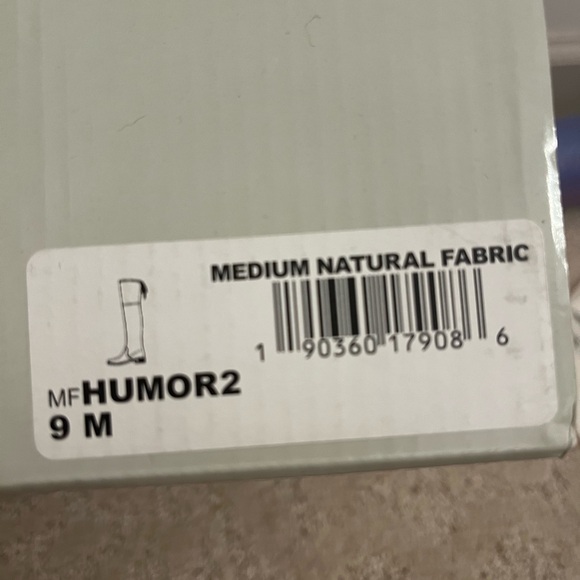 MEDIUM NATURAL FABRIC
1 90360 17908 6
MFHUMOR2
9 M